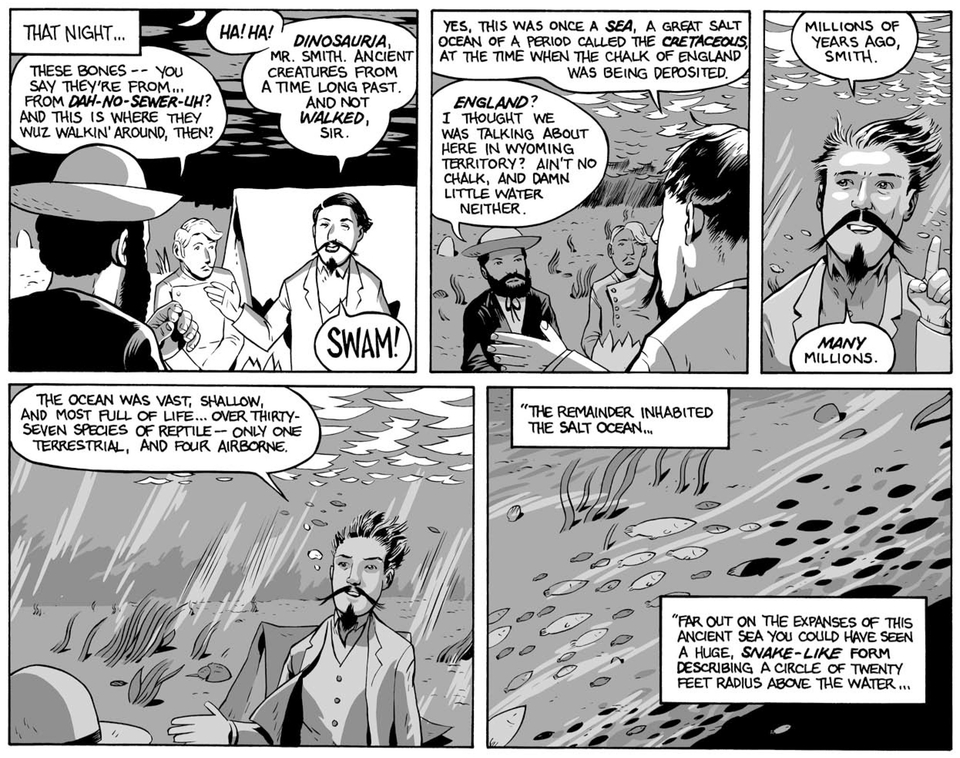 THAT NIGHT...
THESE BONES -- YOU
SAY THEY'RE FROM...
FROM DAH-NO-SEWER-UH?
AND THIS IS WHERE THEY
WUZ WALKIN' AROUND, THEN?
HA! HA!
DINOSAURIA,
MR. SMITH. ANCIENT
CREATURES FROM
A TIME LONG PAST.
AND NOT
WALKED,
SIR.
SWAM!
YES, THIS WAS ONCE A SEA, A GREAT SALT
OCEAN OF A PERIOD CALLED THE CRETACEOUS,
AT THE TIME WHEN THE CHALK OF ENGLAND
WAS BEING DEPOSITED.
ENGLAND?
I THOUGHT WE
WAS TALKING ABOUT
HERE IN WYOMING
TERRITORY? AIN'T NO
CHALK, AND DAMN
LITTLE WATER
NEITHER.
MILLIONS OF
YEARS AGO,
SMITH.
MANY
MILLIONS.
THE OCEAN WAS VAST, SHALLOW,
AND MOST FULL OF LIFE... OVER THIRTY-
SEVEN SPECIES OF REPTILE -- ONLY ONE
TERRESTRIAL, AND FOUR AIRBORNE.
"THE REMAINDER INHABITED
THE SALT OCEAN...
"FAR OUT ON THE EXPANSES OF THIS
ANCIENT SEA YOU COULD HAVE SEEN
A HUGE, SNAKE-LIKE FORM
DESCRIBING A CIRCLE OF TWENTY
FEET RADIUS ABOVE THE WATER...